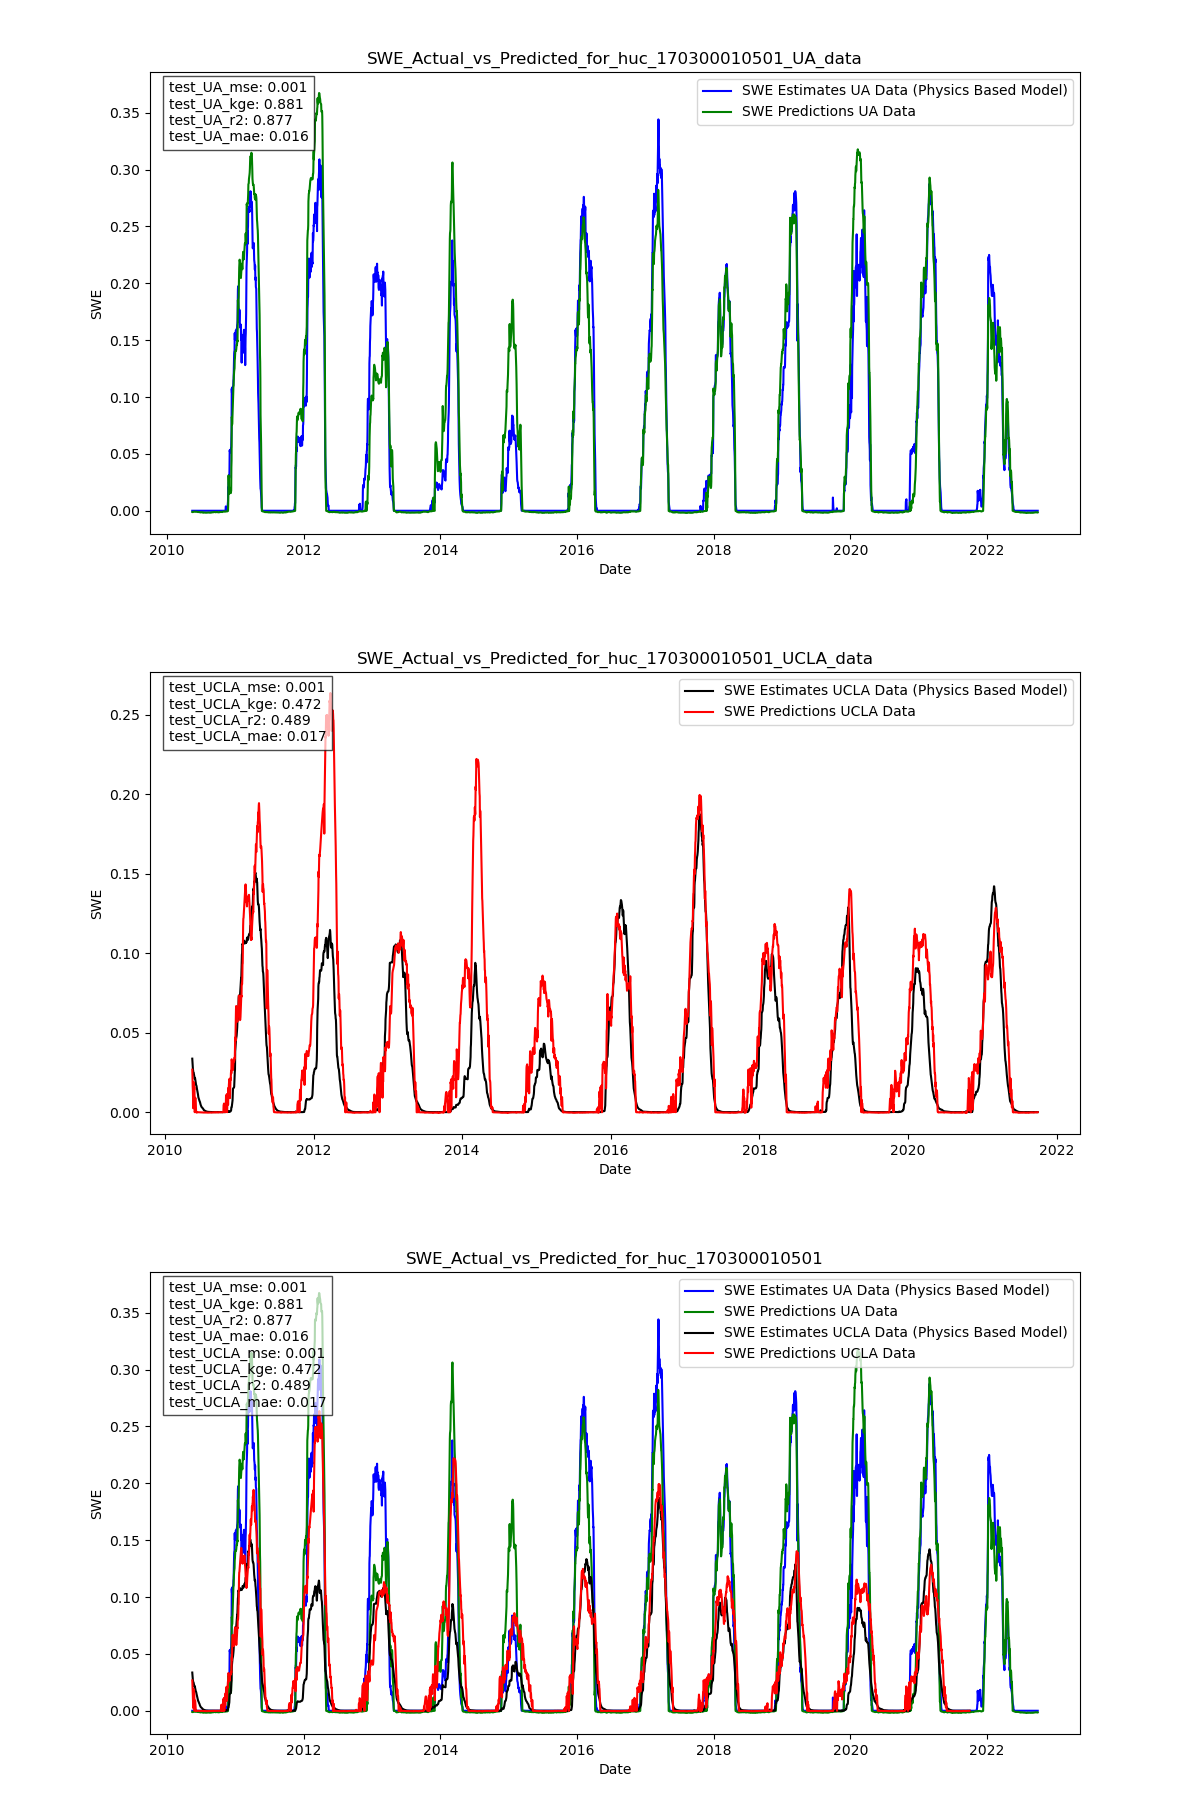 SWE_Actual_vs_Predicted_for_huc_170300010501_UA_data
test_UA_mse: 0.001
test_UA_kge: 0.881
test_UA_r2: 0.877
test_UA_mae: 0.016
SWE Estimates UA Data (Physics Based Model)
SWE Predictions UA Data
0.35
0.30
0.25
0.20
0.15
0.10
0.05
0.00
SWE
2010 2012 2014 2016 2018 2020 2022
Date
SWE_Actual_vs_Predicted_for_huc_170300010501_UCLA_data
test_UCLA_mse: 0.001
test_UCLA_kge: 0.472
test_UCLA_r2: 0.489
test_UCLA_mae: 0.017
SWE Estimates UCLA Data (Physics Based Model)
SWE Predictions UCLA Data
0.25
0.20
0.15
0.10
0.05
0.00
SWE
2010 2012 2014 2016 2018 2020 2022
Date
SWE_Actual_vs_Predicted_for_huc_170300010501
test_UA_mse: 0.001
test_UA_kge: 0.881
test_UA_r2: 0.877
test_UA_mae: 0.016
test_UCLA_mse: 0.001
test_UCLA_kge: 0.472
test_UCLA_r2: 0.489
test_UCLA_mae: 0.017
SWE Estimates UA Data (Physics Based Model)
SWE Predictions UA Data
SWE Estimates UCLA Data (Physics Based Model)
SWE Predictions UCLA Data
0.35
0.30
0.25
0.20
0.15
0.10
0.05
0.00
SWE
2010 2012 2014 2016 2018 2020 2022
Date